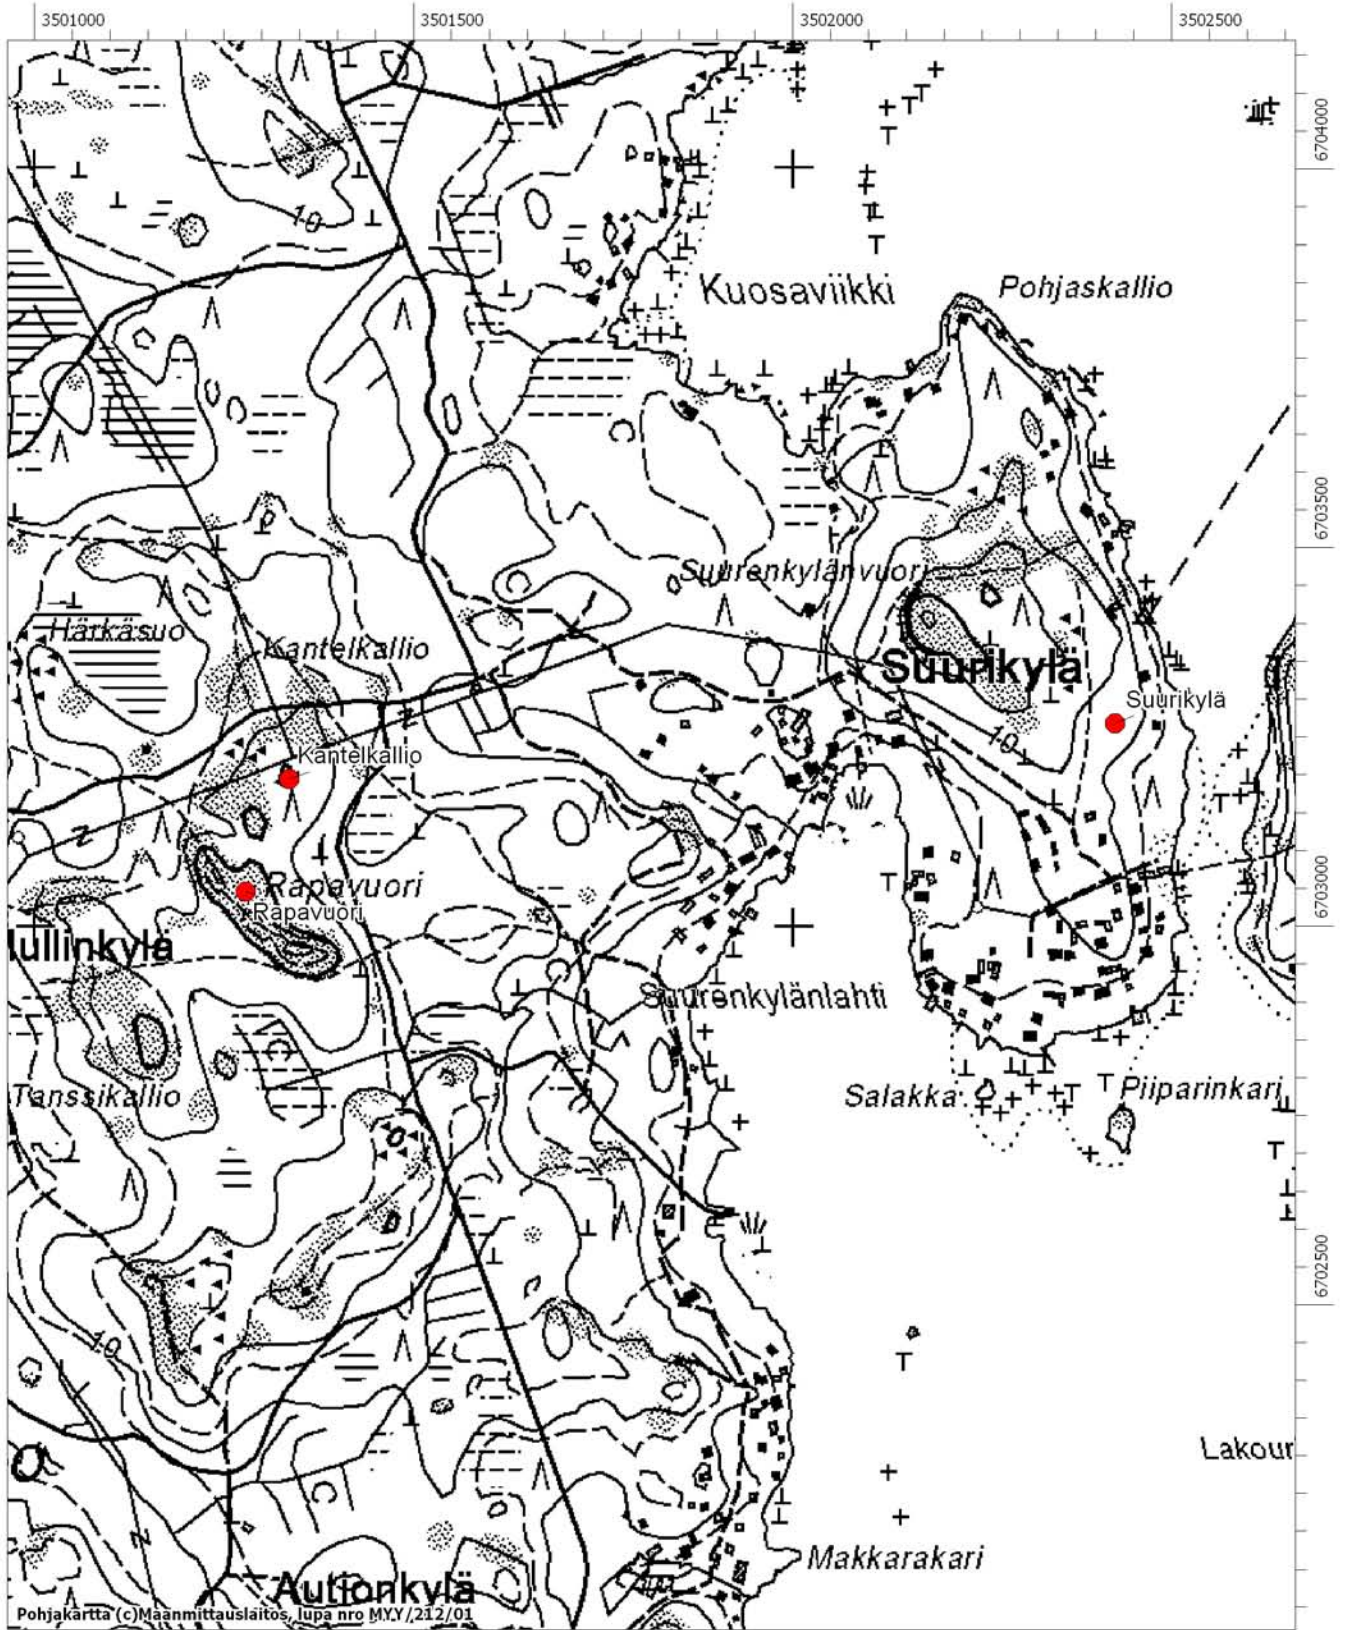 3501000
3501500
3502000
3502500
6704000
10
Kuosaviikki
Pohjaskallio
6703500
Suurenkylänvuori
Härkäsuo
Kantelkallio
Suurikylä
Suurikylä
10
Kantelkallio
Rapavuori
Rapavuori
6703000
lullinkylä
Suurenkylänlahti
Tanssikallio
Salakka
Piiparinkari
6702500
10
Lakour
Makkarakari
Autionkylä
Pohjakartta (c)Maanmittauslaitos, lupa nro MYY/212/01